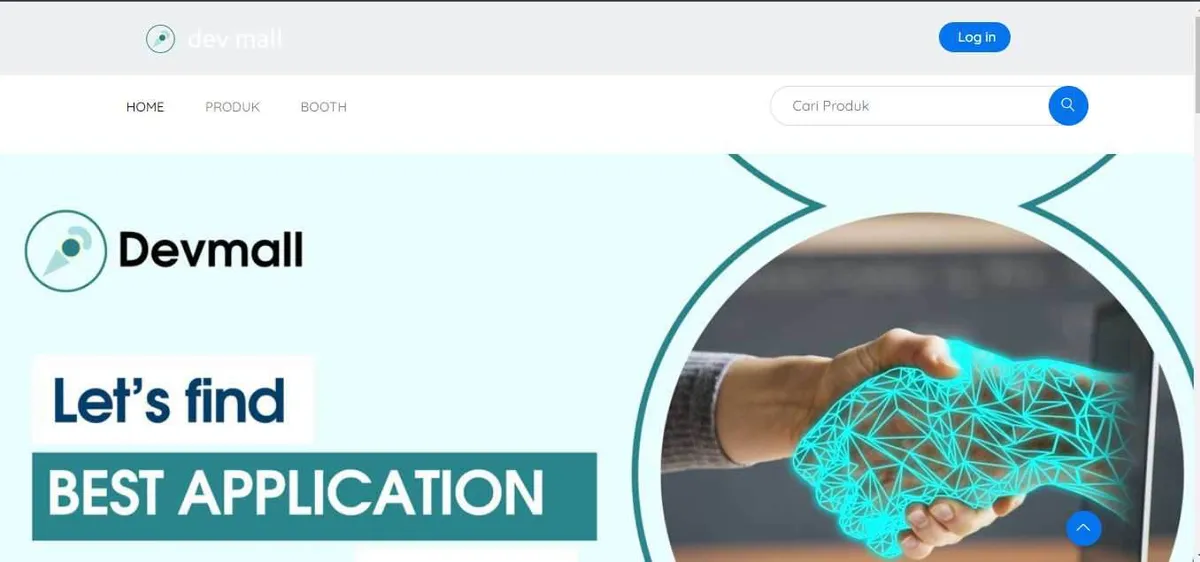 dev mall
Log in
HOME PRODUK BOOTH
Cari Produk
Devmall
Let's find
BEST APPLICATION